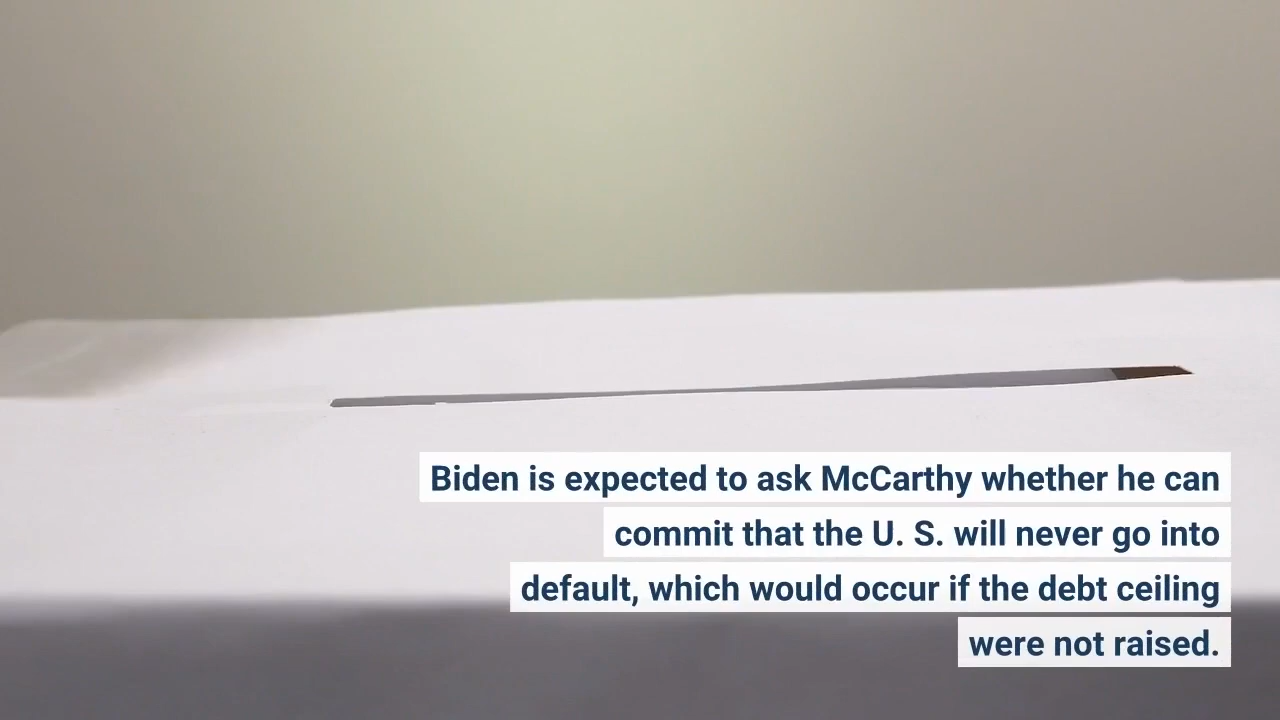 Biden is expected to ask McCarthy whether he can
commit that the U. S. will never go into
default, which would occur if the debt ceiling
were not raised.